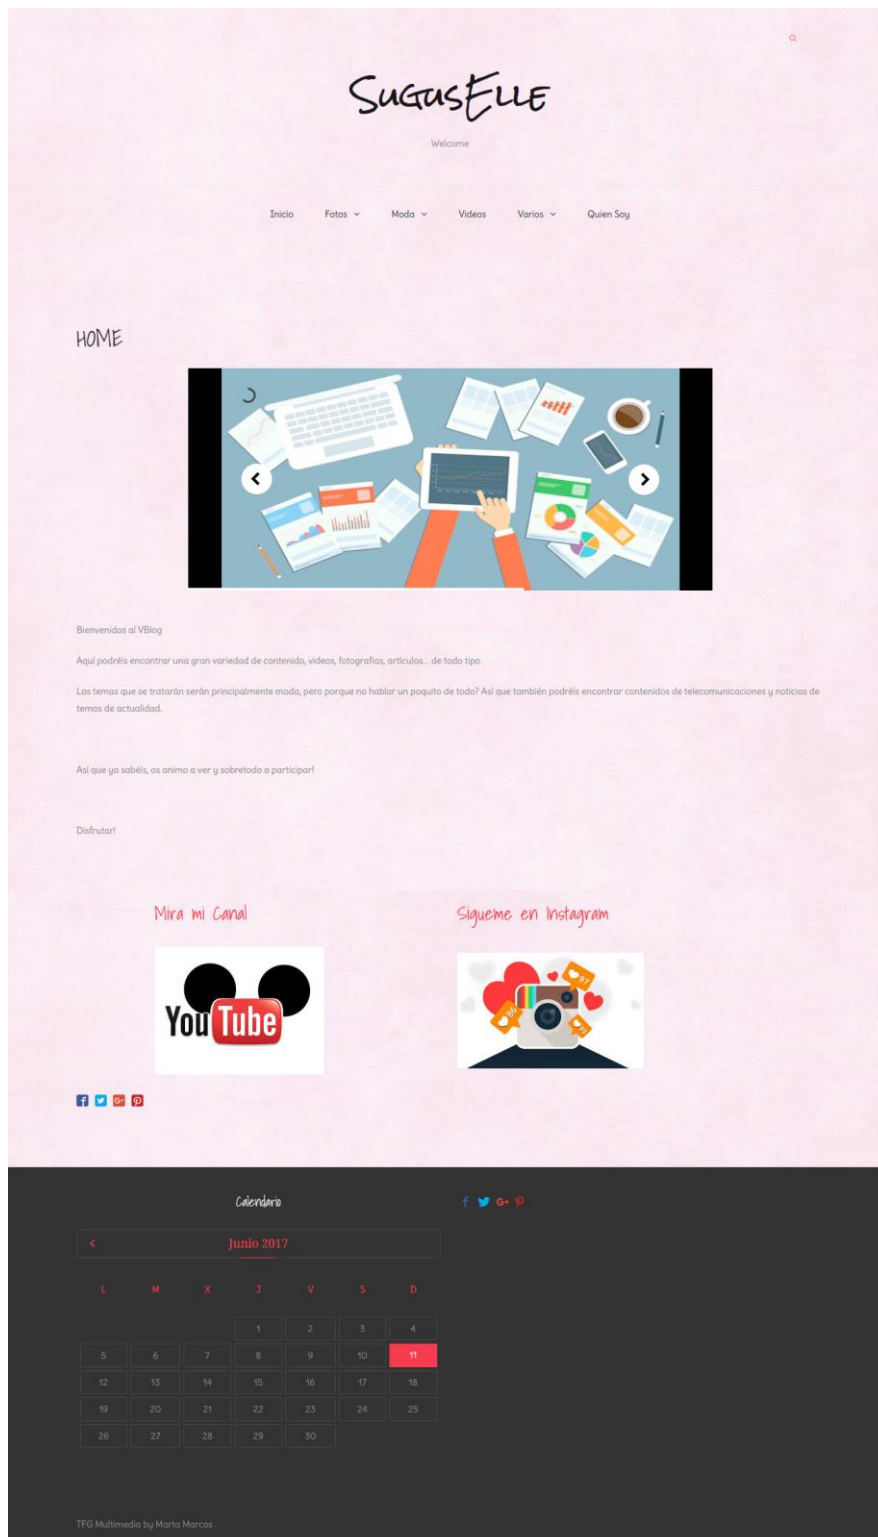 SugusElle
Welcome
Inicio Fotos Moda Videos Varios Quien Soy
HOME
Bienvenidos al VBlog
Aquí podréis encontrar una gran variedad de contenido, videos, fotografías, artículos... de todo tipo
Los temas que se tratarán serán principalmente moda, pero porque no hablar un poquito de todo? Así que también podréis encontrar contenidos de telecomunicaciones y noticias de
temas de actualidad.
Así que ya sabéis, os animo a ver y sobretodo a participar!
Disfrutar!
Mira mi Canal Sigueme en Instagram
YouTube
97
86
Calendario
Junio 2017
L M X J V S D
1 2 3 4
5 6 7 8 9 10 11
12 13 14 15 16 17 18
19 20 21 22 23 24 25
26 27 28 29 30
TFG Multimedia by Marta Marcos .